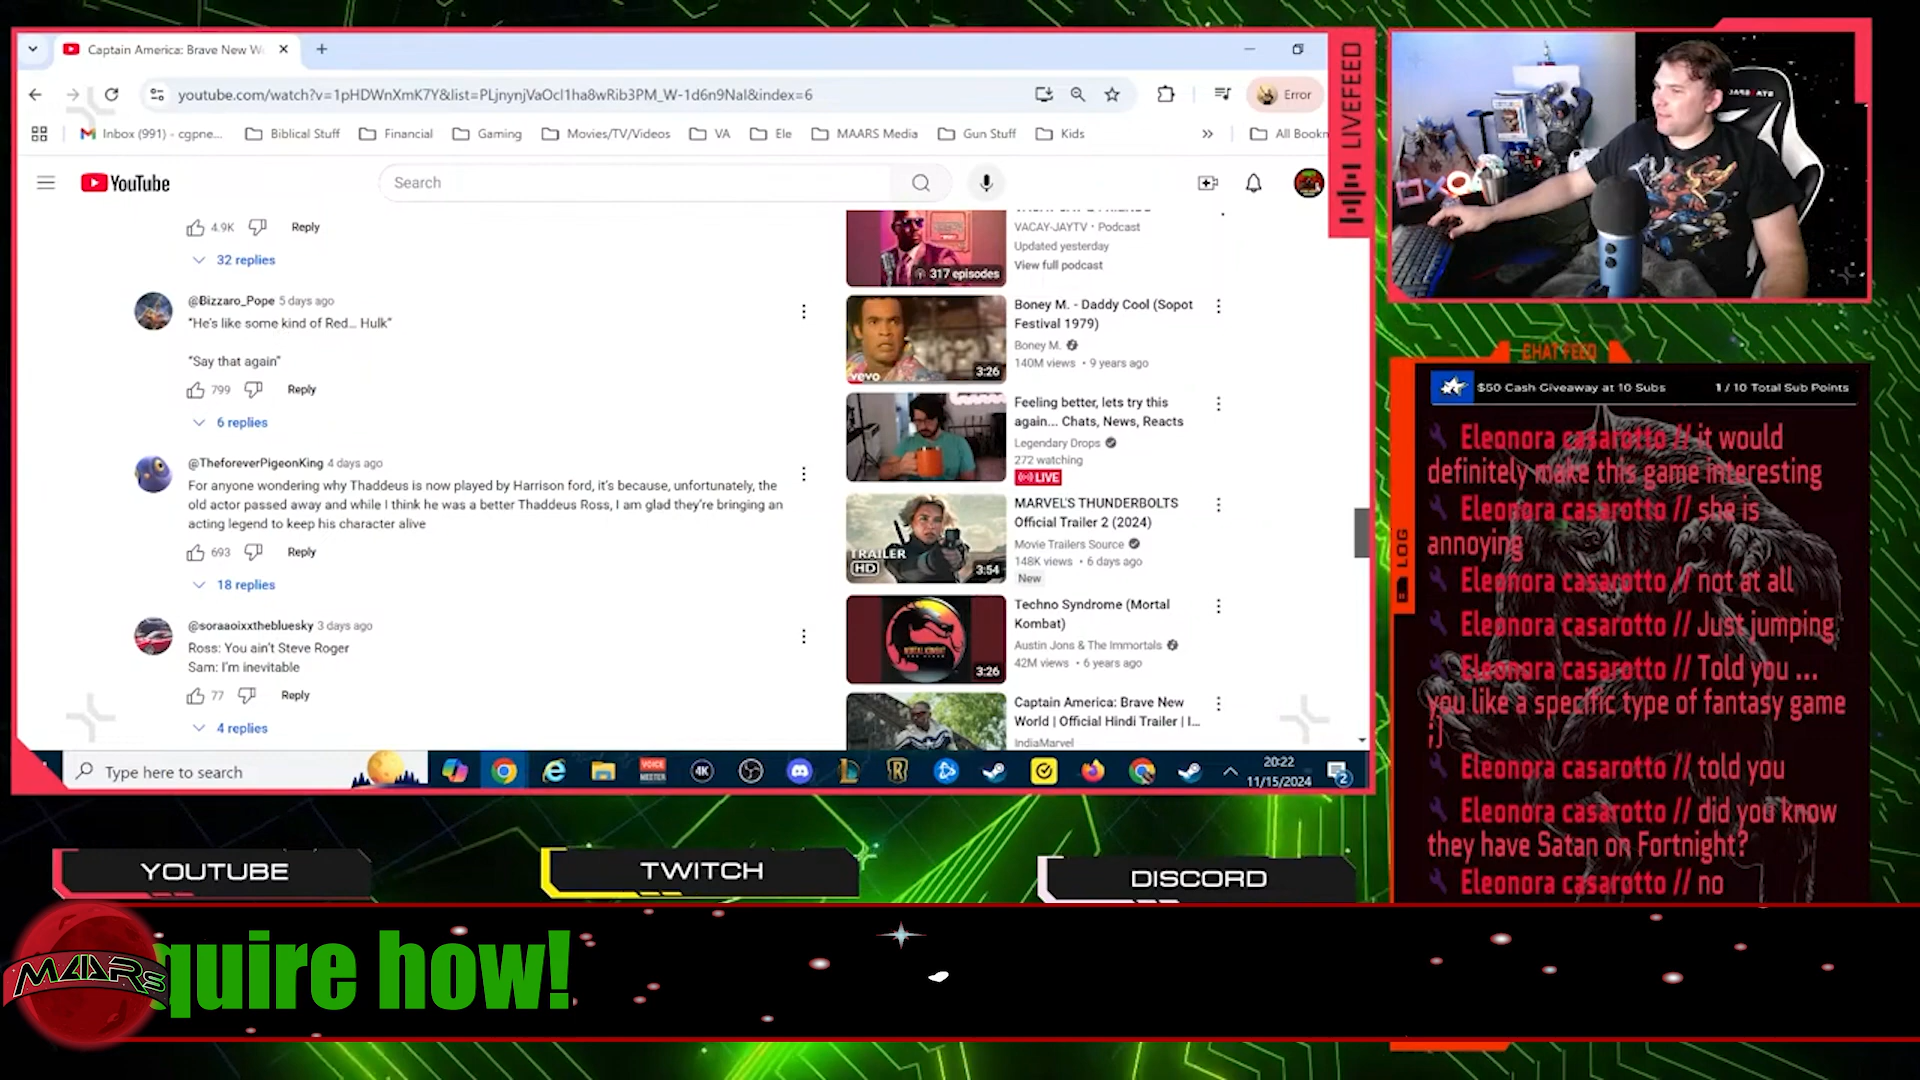 Captain America: Brave New W
youtube.com/watch?v=1pHDWnXmK7Y&list=PLjnynjVaOcl1ha8wRib3PM_W-1d6n9NaI&index=6
Error
Inbox (991) - cgpne...
Biblical Stuff
Financial
Gaming
Movies/TV/Videos
VA
Ele
MAARS Media
Gun Stuff
Kids
All Bookn
YouTube
Search
4.9K
Reply
32 replies
@Bizzaro_Pope 5 days ago
“He's like some kind of Red... Hulk”
“Say that again”
799
Reply
6 replies
@TheforeverPigeonKing 4 days ago
For anyone wondering why Thaddeus is now played by Harrison ford, it's because, unfortunately, the
old actor passed away and while I think he was a better Thaddeus Ross, I am glad they're bringing an
acting legend to keep his character alive
693
Reply
18 replies
@soraaoixxthebluesky 3 days ago
Ross: You ain't Steve Roger
Sam: I'm inevitable
77
Reply
4 replies
VACAY-JAYTV • Podcast
Updated yesterday
View full podcast
317 episodes
Boney M. - Daddy Cool (Sopot
Festival 1979)
Boney M.
140M views • 9 years ago
vevo
3:26
Feeling better, lets try this
again... Chats, News, Reacts
Legendary Drops
272 watching
LIVE
MARVEL'S THUNDERBOLTS
Official Trailer 2 (2024)
Movie Trailers Source
148K views • 6 days ago
New
TRAILER
HD
3:54
Techno Syndrome (Mortal
Kombat)
Austin Jons & The Immortals
42M views • 6 years ago
3:26
Captain America: Brave New
World | Official Hindi Trailer | I...
IndiaMarvel
Type here to search
VOICE
MEETER
4K
20:22
11/15/2024
2
LIVEFEED
CHAT FEED
LOG
$50 Cash Giveaway at 10 Subs
1 / 10 Total Sub Points
Eleonora casarotto // it would
definitely make this game interesting
Eleonora casarotto // she is
annoying
Eleonora casarotto // not at all
Eleonora casarotto // Just jumping
Eleonora casarotto // Told you ...
you like a specific type of fantasy game
;)
Eleonora casarotto // told you
Eleonora casarotto // did you know
they have Satan on Fortnight?
Eleonora casarotto // no
YOUTUBE
TWITCH
DISCORD
MAARS
quire how!